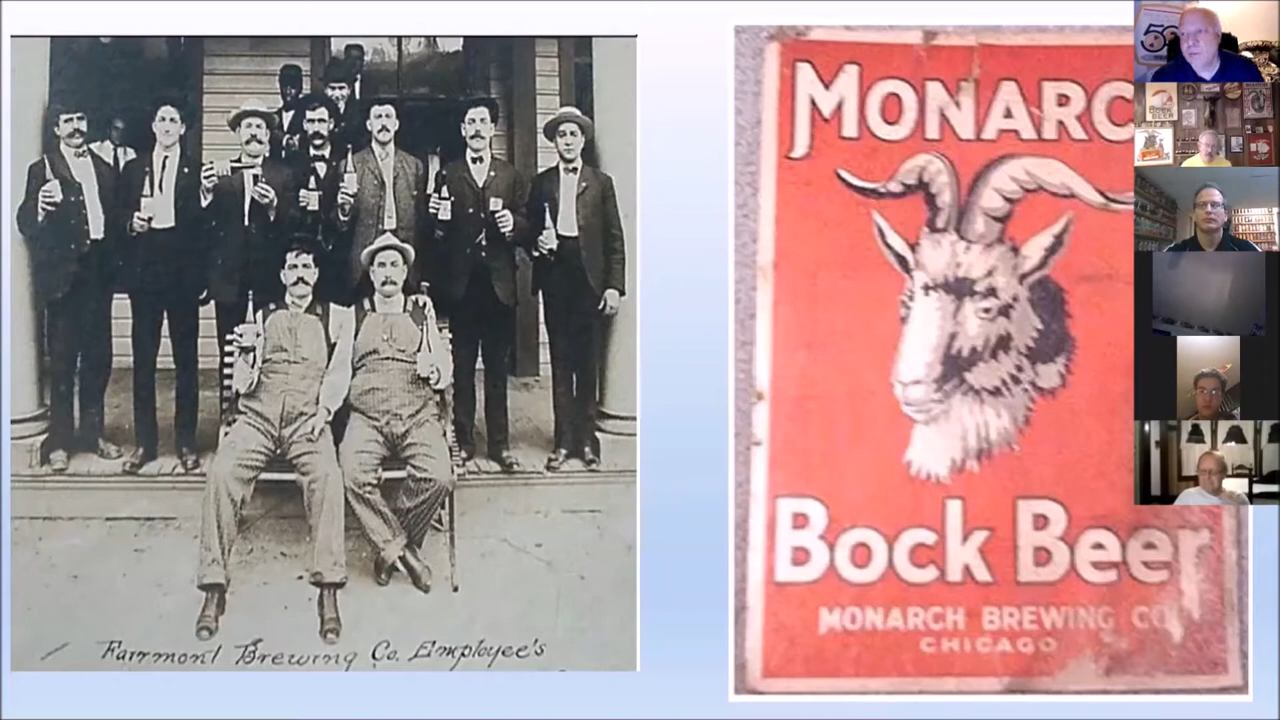 Fairmont Brewing Co. Employee's
MONARC
Bock Beer
MONARCH BREWING CO
CHICAGO